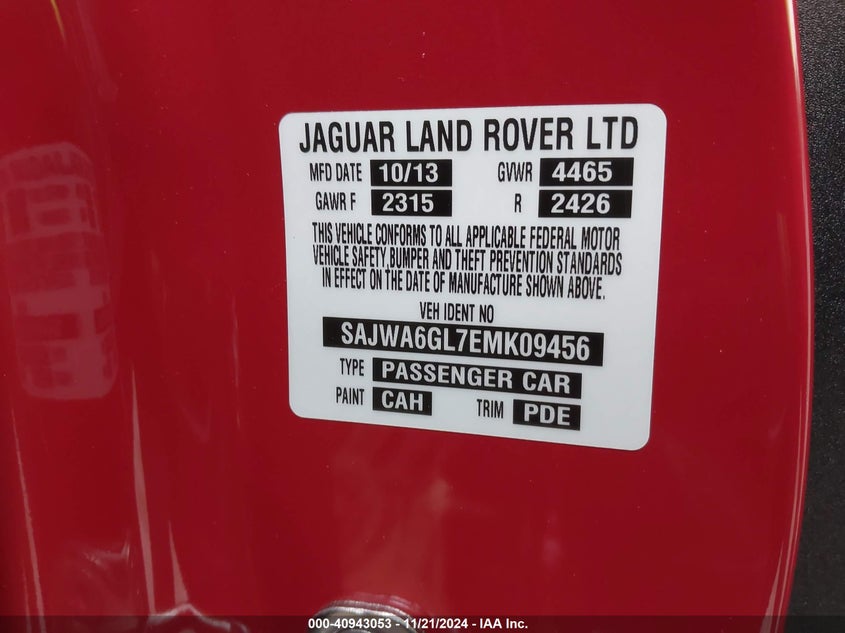 JAGUAR LAND ROVER LTD
MFD DATE 10/13 GVWR 4465
GAWR F 2315 R 2426
THIS VEHICLE CONFORMS TO ALL APPLICABLE FEDERAL MOTOR
VEHICLE SAFETY,BUMPER AND THEFT PREVENTION STANDARDS
IN EFFECT ON THE DATE OF MANUFACTURE SHOWN ABOVE.
VEH IDENT NO
SAJWA6GL7EMK09456
TYPE PASSENGER CAR
PAINT CAH TRIM PDE
000-40943053 - 11/21/2024 - IAA Inc.